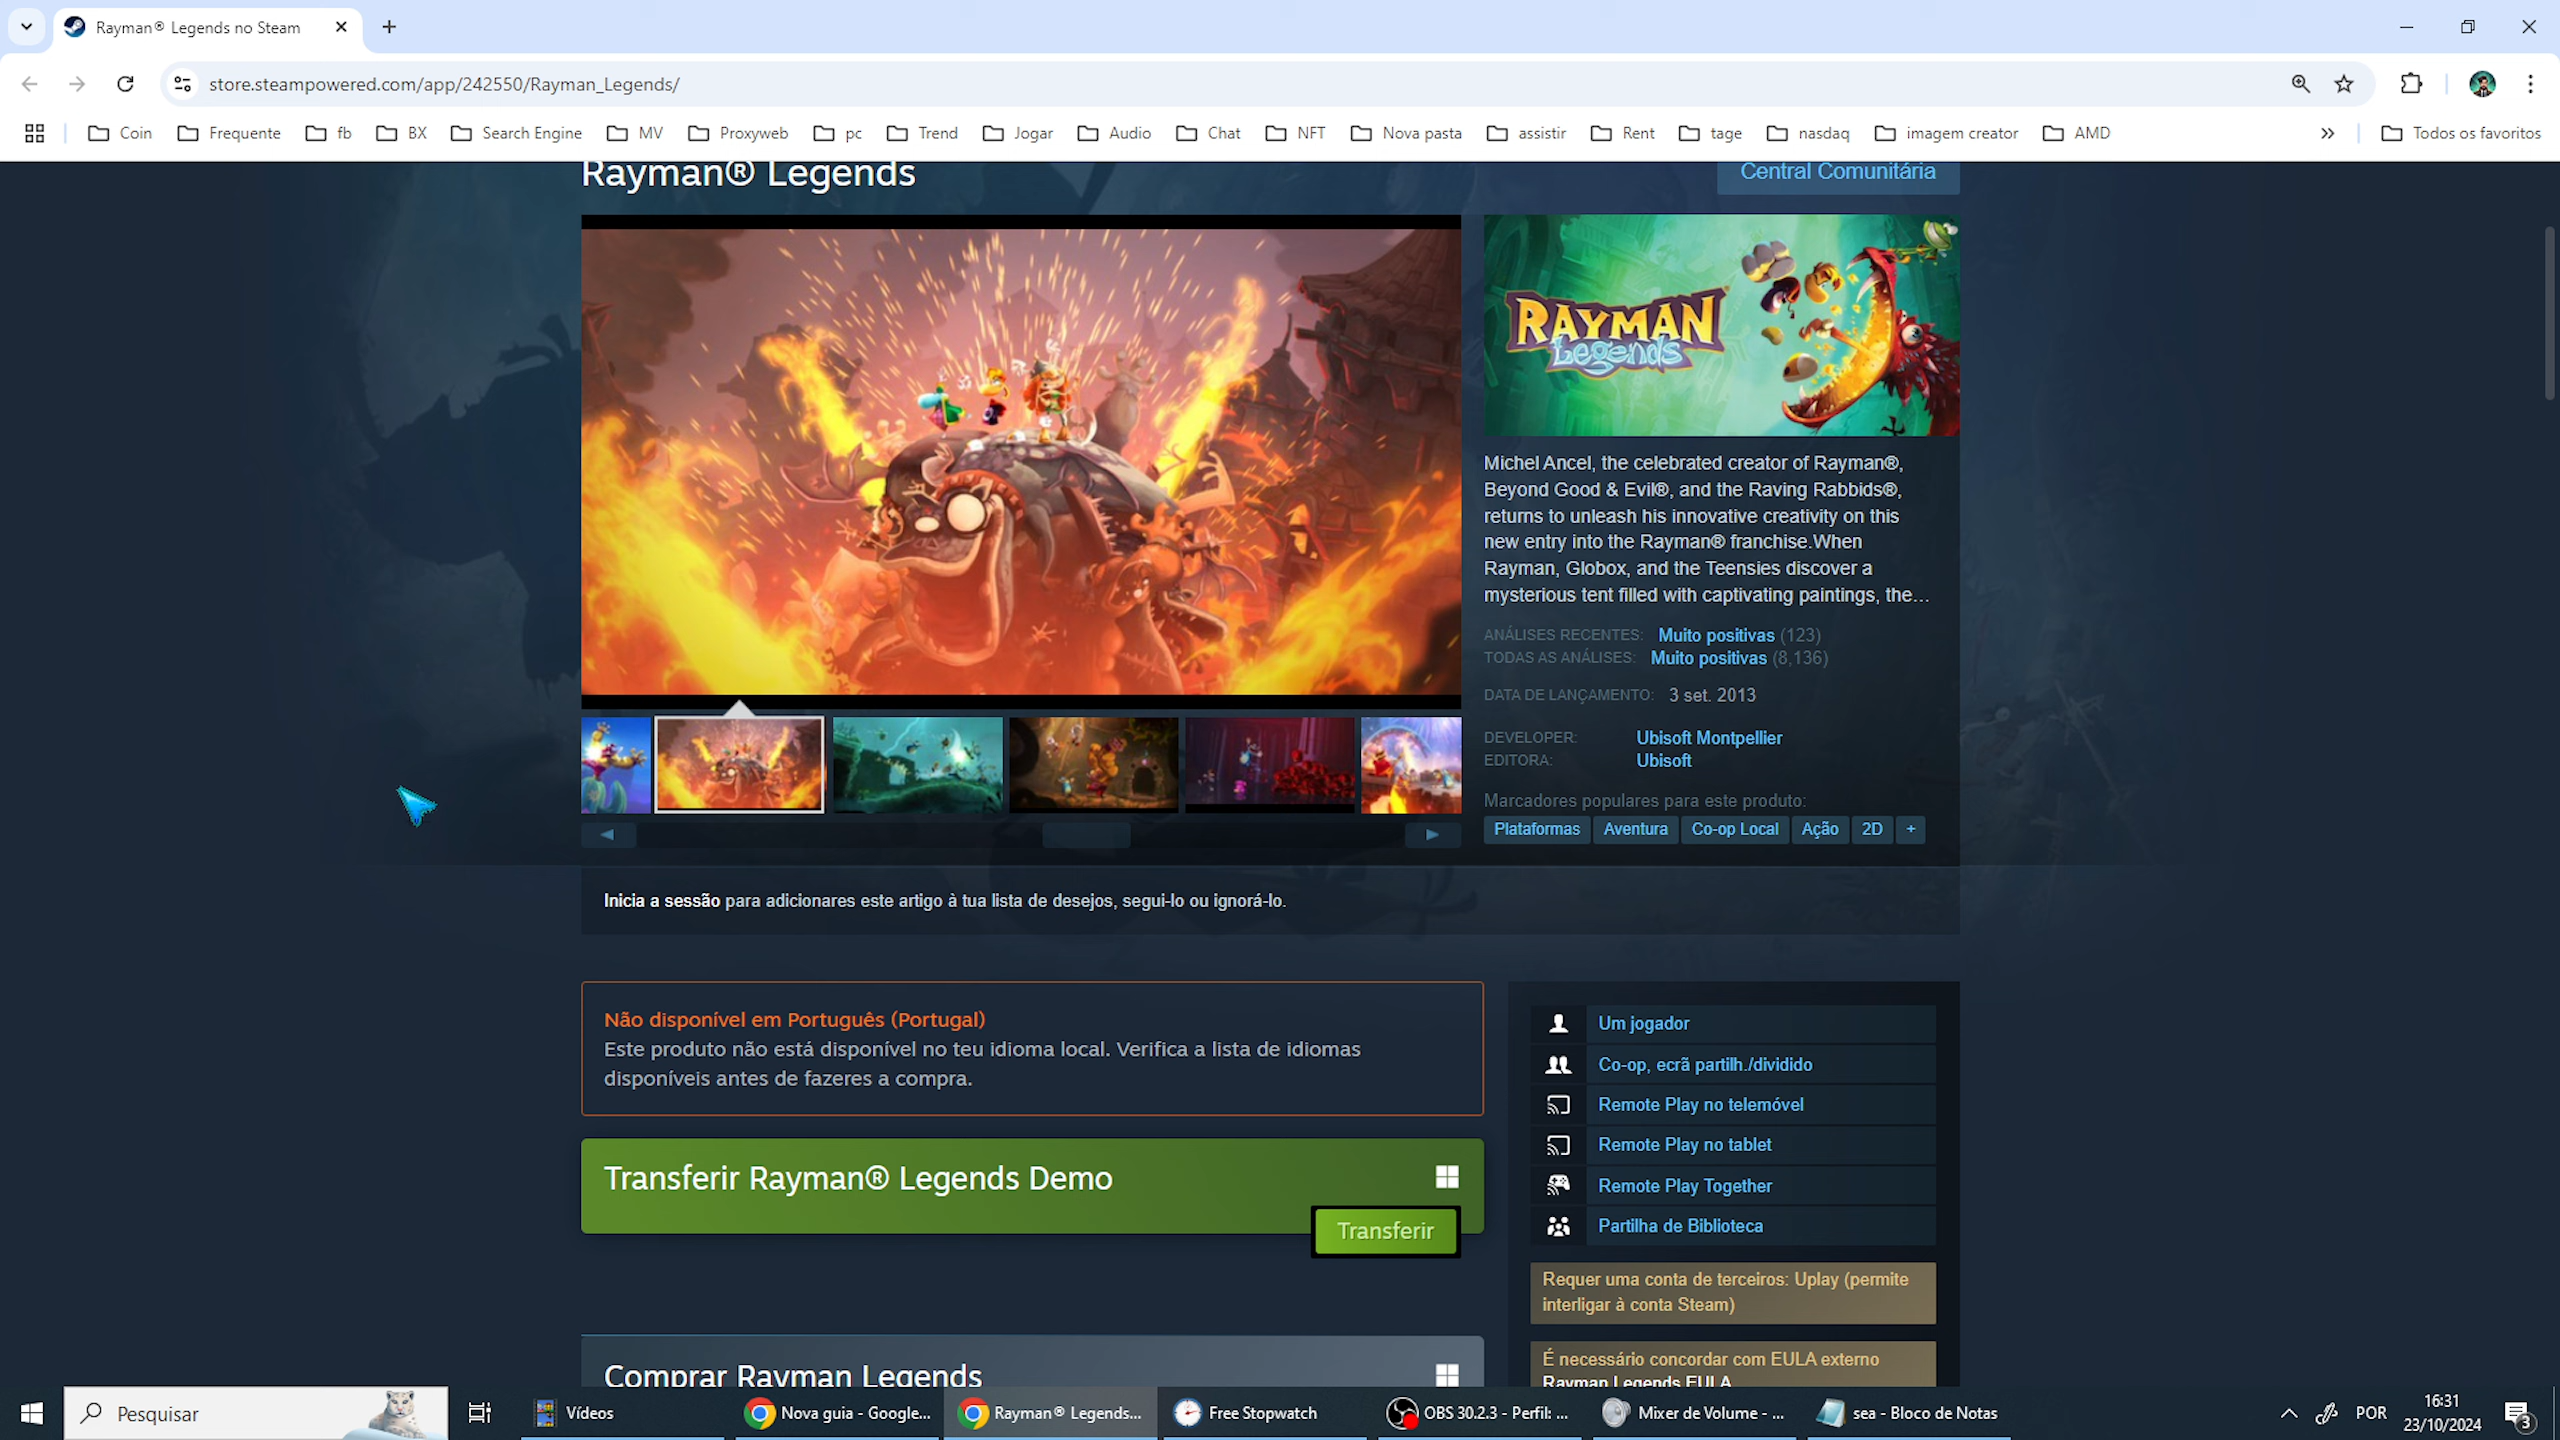 Rayman® Legends no Steam
store.steampowered.com/app/242550/Rayman_Legends/
Coin Frequente fb BX Search Engine MV Proxyweb pc Trend Jogar Audio Chat NFT Nova pasta assistir Rent tage nasdaq imagem creator AMD » Todos os favoritos
Rayman® Legends
Central Comunitária
RAYMAN
Legends
Michel Ancel, the celebrated creator of Rayman®,
Beyond Good & Evil®, and the Raving Rabbids®,
returns to unleash his innovative creativity on this
new entry into the Rayman® franchise.When
Rayman, Globox, and the Teensies discover a
mysterious tent filled with captivating paintings, the...
ANÁLISES RECENTES: Muito positivas (123)
TODAS AS ANÁLISES: Muito positivas (8,136)
DATA DE LANÇAMENTO: 3 set. 2013
DEVELOPER: Ubisoft Montpellier
EDITORA: Ubisoft
Marcadores populares para este produto:
Plataformas Aventura Co-op Local Ação 2D +
Inicia a sessão para adicionares este artigo à tua lista de desejos, segui-lo ou ignorá-lo.
Não disponível em Português (Portugal)
Este produto não está disponível no teu idioma local. Verifica a lista de idiomas
disponíveis antes de fazeres a compra.
Transferir Rayman® Legends Demo
Transferir
Comprar Rayman Legends
Um jogador
Co-op, ecrã partilh./dividido
Remote Play no telemóvel
Remote Play no tablet
Remote Play Together
Partilha de Biblioteca
Requer uma conta de terceiros: Uplay (permite
interligar à conta Steam)
É necessário concordar com EULA externo
Rayman Legends EULA
Pesquisar
Vídeos
Nova guia - Google...
Rayman® Legends...
Free Stopwatch
OBS 30.2.3 - Perfil: ...
Mixer de Volume - ...
sea - Bloco de Notas
POR
16:31
23/10/2024
3